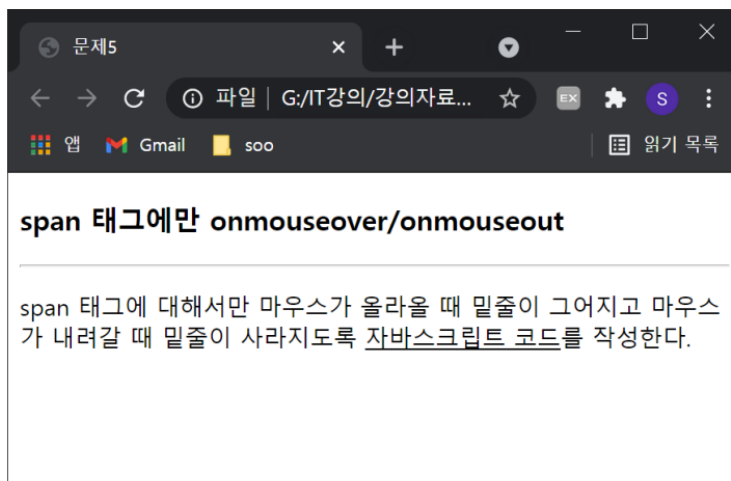 문제5
파일 G:/IT강의/강의자료...
EX
S
앱 Gmail soo 읽기 목록
span 태그에만 onmouseover/onmouseout
span 태그에 대해서만 마우스가 올라올 때 밑줄이 그어지고 마우스
가 내려갈 때 밑줄이 사라지도록 자바스크립트 코드를 작성한다.